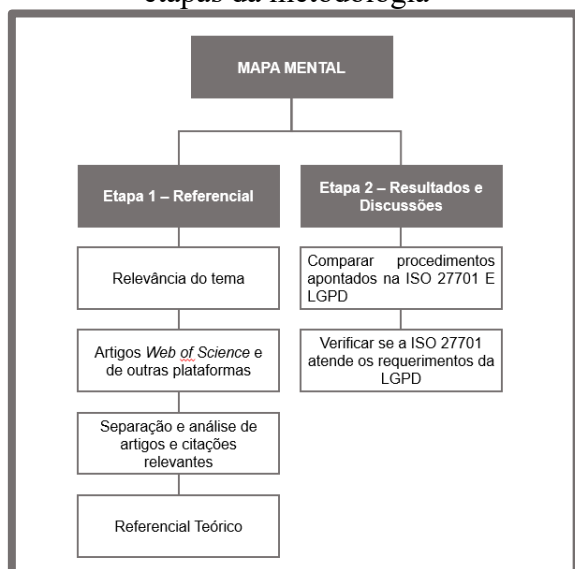 etapas da metodologia
MAPA MENTAL
Etapa 1 – Referencial
Relevância do tema
Artigos Web of Science e
de outras plataformas
Separação e análise de
artigos e citações
relevantes
Referencial Teórico
Etapa 2 – Resultados e
Discussões
Comparar procedimentos
apontados na ISO 27701 E
LGPD
Verificar se a ISO 27701
atende os requerimentos da
LGPD